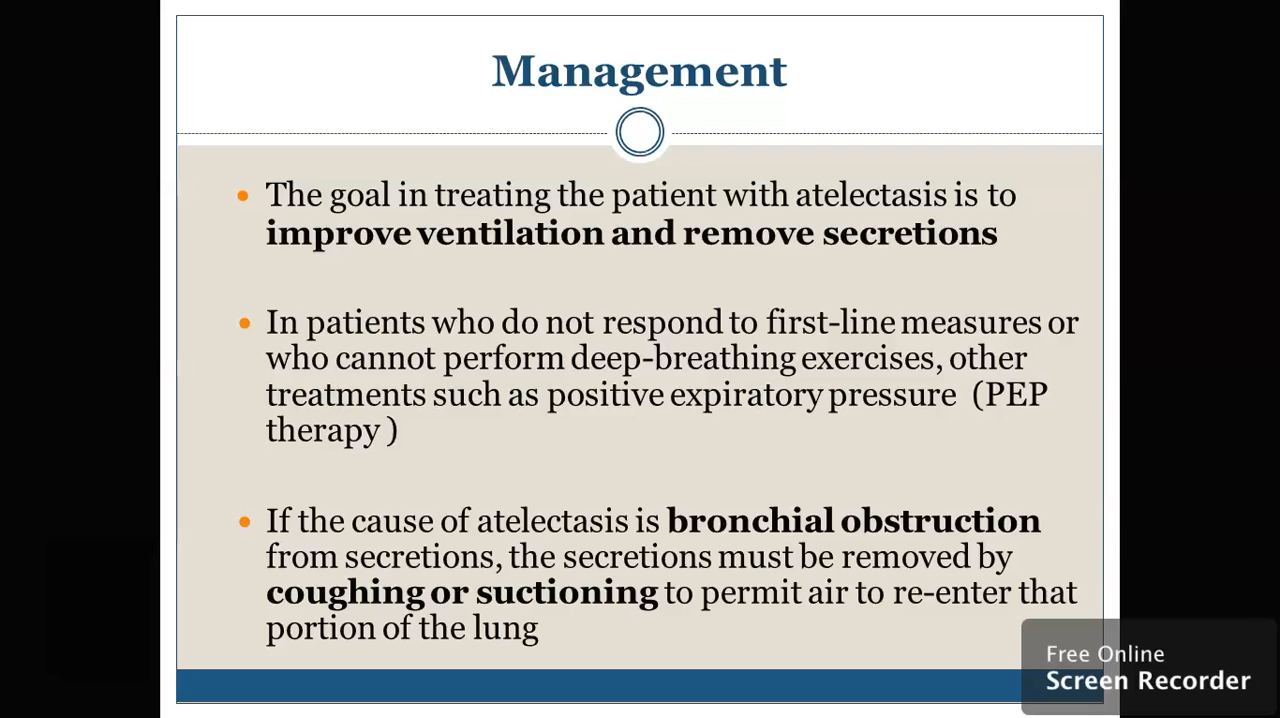 Management
• The goal in treating the patient with atelectasis is to
improve ventilation and remove secretions
• In patients who do not respond to first-line measures or
who cannot perform deep-breathing exercises, other
treatments such as positive expiratory pressure (PEP
therapy )
• If the cause of atelectasis is bronchial obstruction
from secretions, the secretions must be removed by
coughing or suctioning to permit air to re-enter that
portion of the lung
Free Online
Screen Recorder